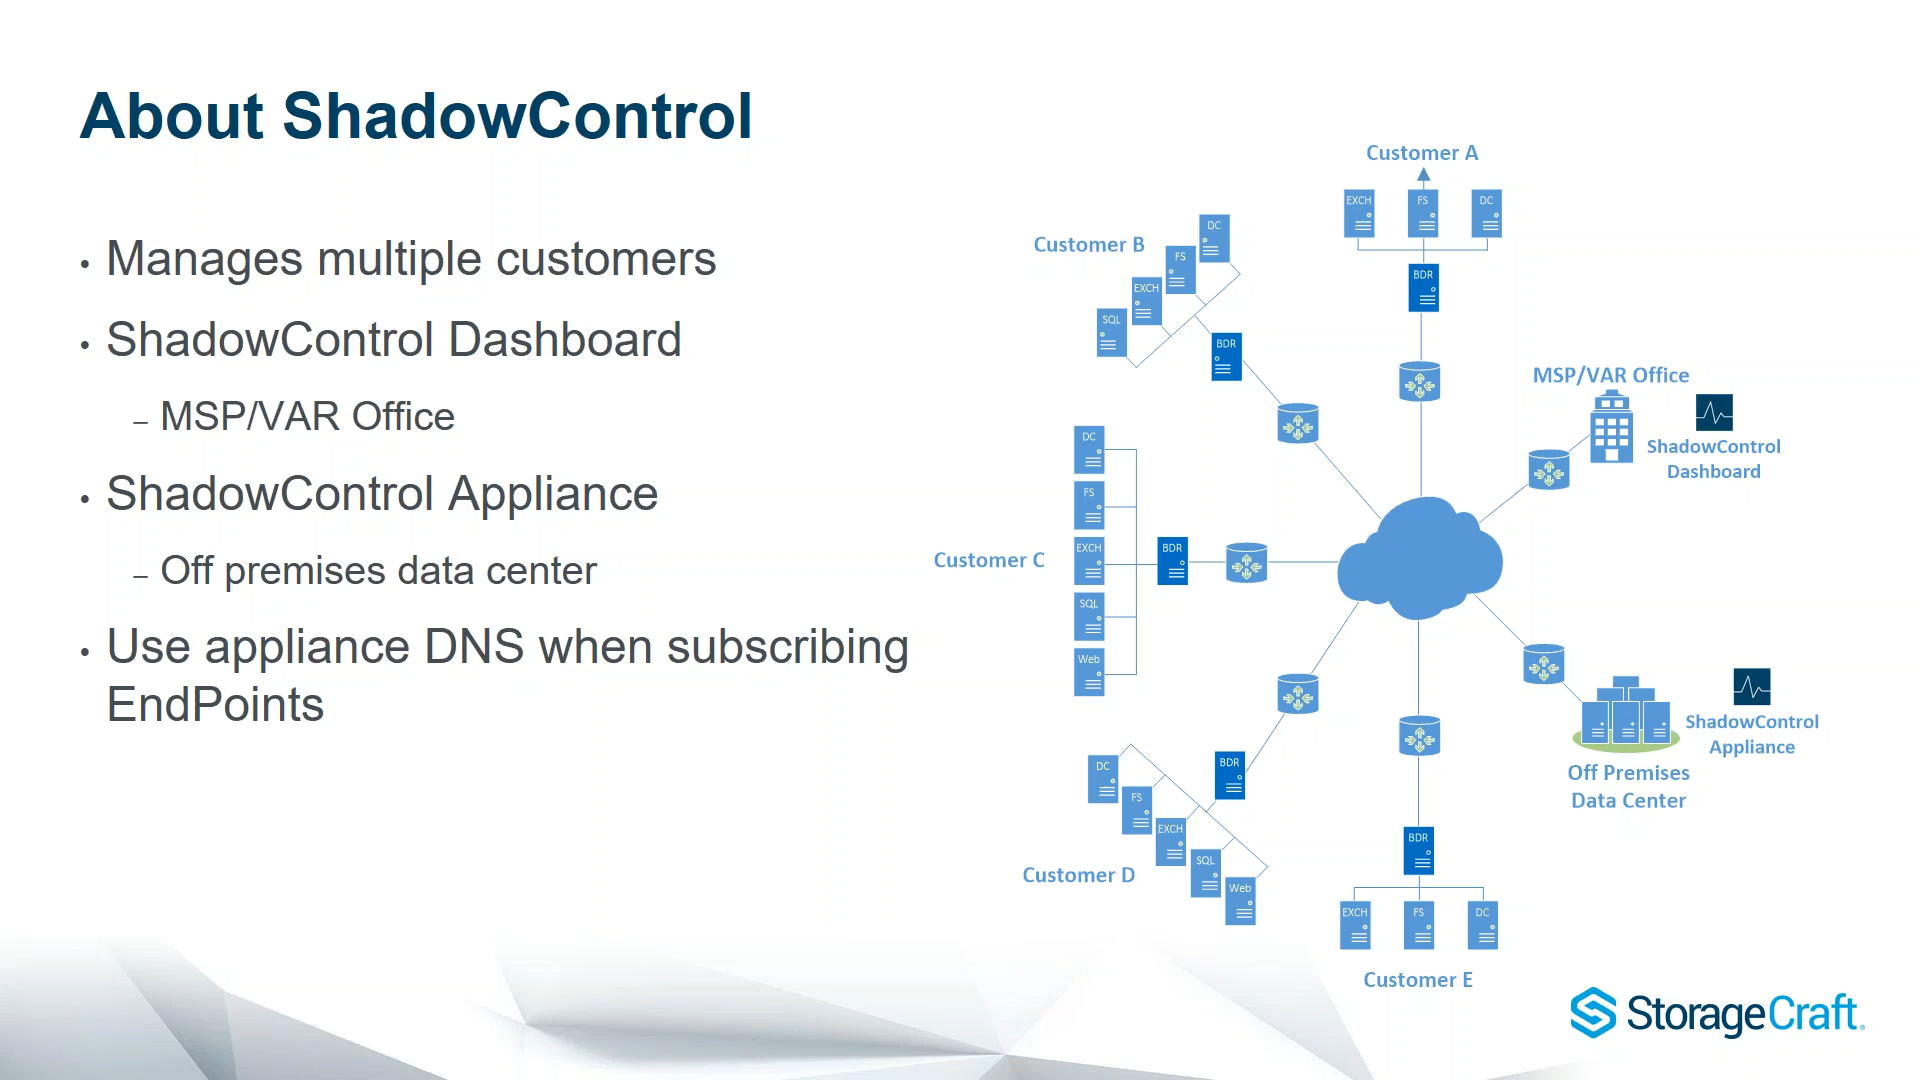 About ShadowControl
• Manages multiple customers
• ShadowControl Dashboard
– MSP/VAR Office
• ShadowControl Appliance
– Off premises data center
• Use appliance DNS when subscribing
EndPoints
Customer A
EXCH
FS
DC
BDR
Customer B
DC
FS
EXCH
SQL
BDR
MSP/VAR Office
ShadowControl
Dashboard
Customer C
DC
FS
EXCH
SQL
Web
BDR
ShadowControl
Appliance
Off Premises
Data Center
Customer D
DC
FS
EXCH
SQL
Web
BDR
BDR
EXCH
FS
DC
Customer E
StorageCraft